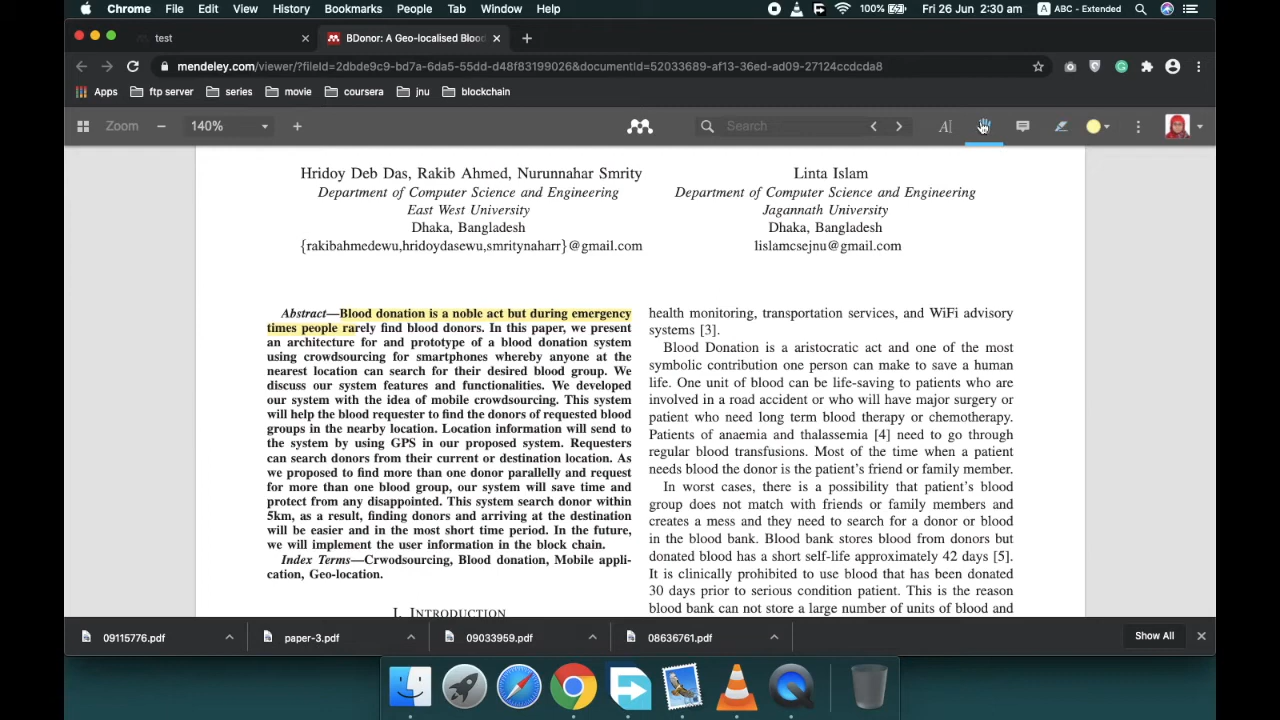 Chrome File Edit View History Bookmarks People Tab Window Help 100% Fri 26 Jun 2:30 am A ABC - Extended
test
BDonor: A Geo-localised Blood
mendeley.com/viewer/?fileId=2dbde9c9-bd7a-6da5-55dd-d48f83199026&documentId=52033689-af13-36ed-ad09-27124ccdcda8
Apps ftp server series movie coursera jnu blockchain
Zoom 140% Search
Hridoy Deb Das, Rakib Ahmed, Nurunnahar Smrity
Department of Computer Science and Engineering
East West University
Dhaka, Bangladesh
{rakibahmedewu,hridoydasewu,smritynaharr}@gmail.com
Linta Islam
Department of Computer Science and Engineering
Jagannath University
Dhaka, Bangladesh
lislamcsejnu@gmail.com
Abstract—Blood donation is a noble act but during emergency
times people rarely find blood donors. In this paper, we present
an architecture for and prototype of a blood donation system
using crowdsourcing for smartphones whereby anyone at the
nearest location can search for their desired blood group. We
discuss our system features and functionalities. We developed
our system with the idea of mobile crowdsourcing. This system
will help the blood requester to find the donors of requested blood
groups in the nearby location. Location information will send to
the system by using GPS in our proposed system. Requesters
can search donors from their current or destination location. As
we proposed to find more than one donor parallelly and request
for more than one blood group, our system will save time and
protect from any disappointed. This system search donor within
5km, as a result, finding donors and arriving at the destination
will be easier and in the most short time period. In the future,
we will implement the user information in the block chain.
Index Terms—Crwodsourcing, Blood donation, Mobile appli-
cation, Geo-location.
I. Introduction
health monitoring, transportation services, and WiFi advisory
systems [3].
Blood Donation is a aristocratic act and one of the most
symbolic contribution one person can make to save a human
life. One unit of blood can be life-saving to patients who are
involved in a road accident or who will have major surgery or
patient who need long term blood therapy or chemotherapy.
Patients of anaemia and thalassemia [4] need to go through
regular blood transfusions. Most of the time when a patient
needs blood the donor is the patient's friend or family member.
In worst cases, there is a possibility that patient's blood
group does not match with friends or family members and
creates a mess and they need to search for a donor or blood
in the blood bank. Blood bank stores blood from donors but
donated blood has a short self-life approximately 42 days [5].
It is clinically prohibited to use blood that has been donated
30 days prior to serious condition patient. This is the reason
blood bank can not store a large number of units of blood and
09115776.pdf paper-3.pdf 09033959.pdf 08636761.pdf Show All